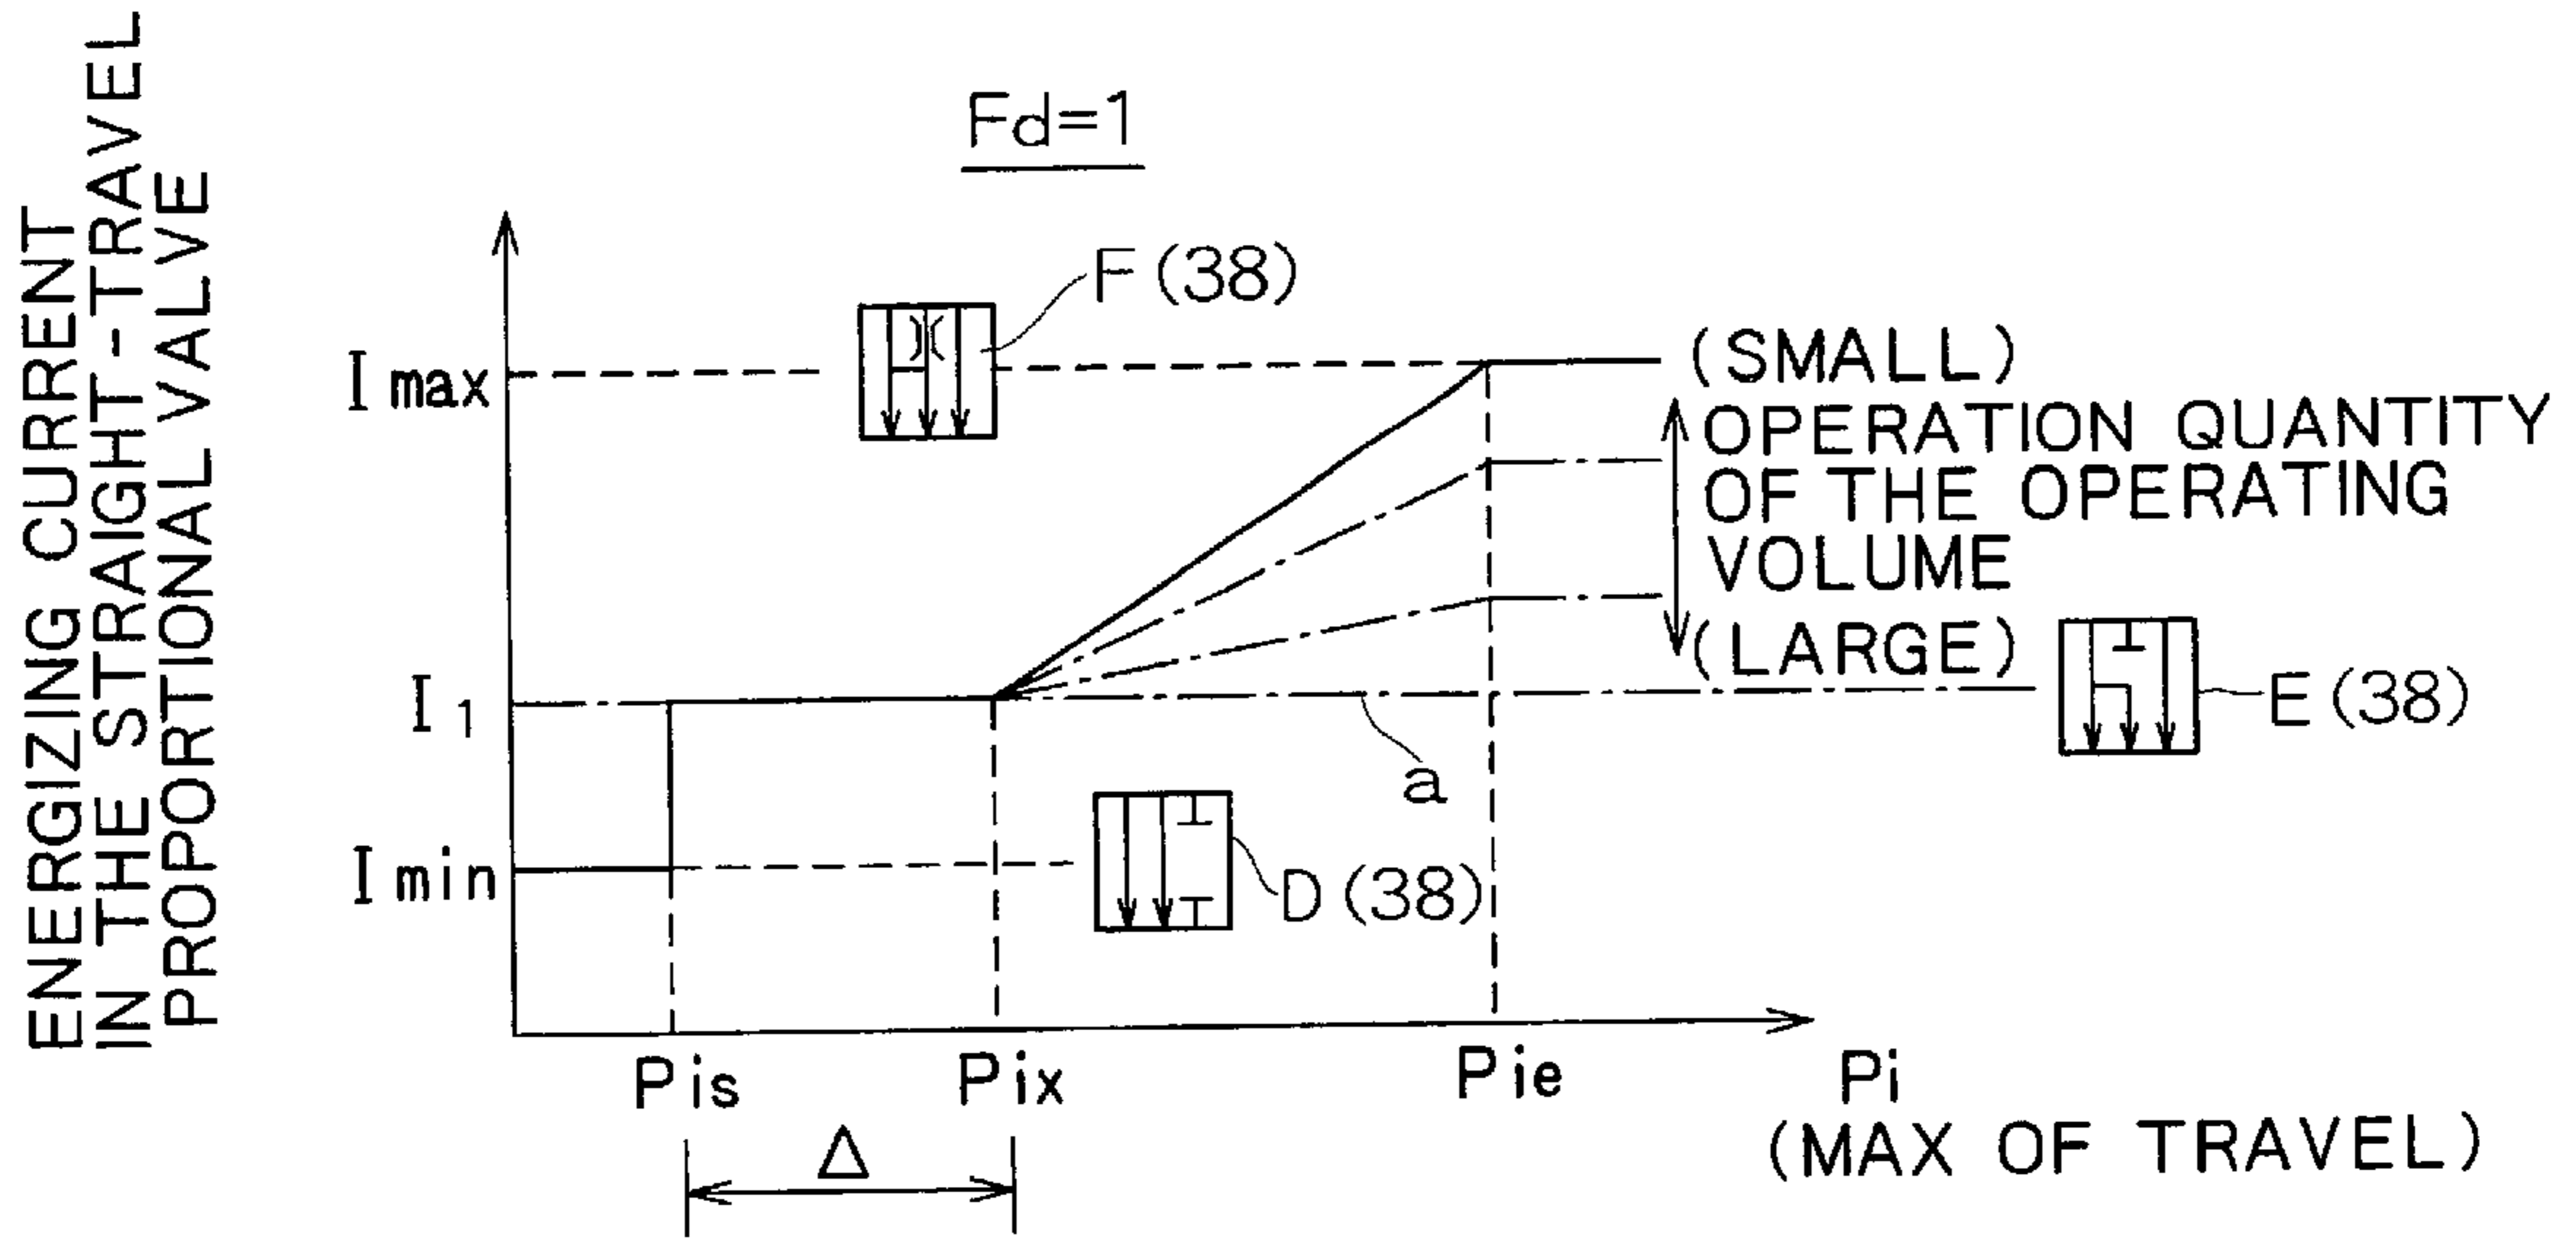 Fd=1
ENERGIZING CURRENT
IN THE STRAIGHT-TRAVEL
PROPORTIONAL VALVE
F (38)
I max
(SMALL)
OPERATION QUANTITY
OF THE OPERATING
VOLUME
(LARGE)
I1
E (38)
a
I min
D (38)
Pis
Pix
Pie
Pi
(MAX OF TRAVEL)
Δ